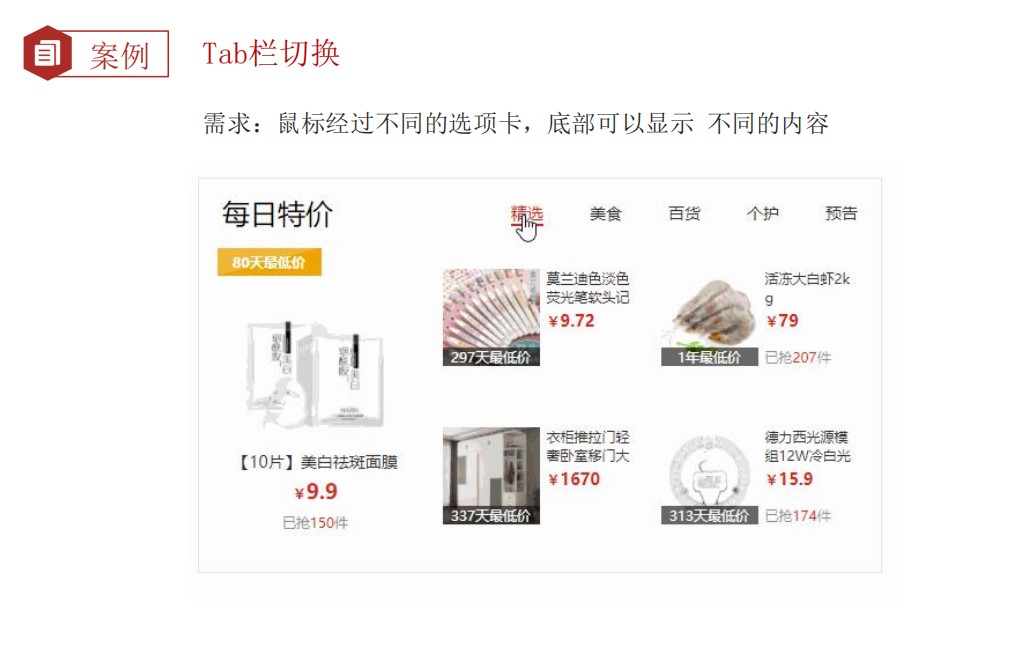 案例
Tab栏切换
需求：鼠标经过不同的选项卡，底部可以显示 不同的内容
每日特价
精选
美食
百货
个护
预告
80天最低价
【10片】美白祛斑面膜
￥9.9
已抢150件
297天最低价
莫兰迪色淡色
荧光笔软头记
￥9.72
1年最低价
活冻大白虾2k
g
￥79
已抢207件
337天最低价
衣柜推拉门轻
奢卧室移门大
￥1670
313天最低价
德力西光源模
组12W冷白光
￥15.9
已抢174件